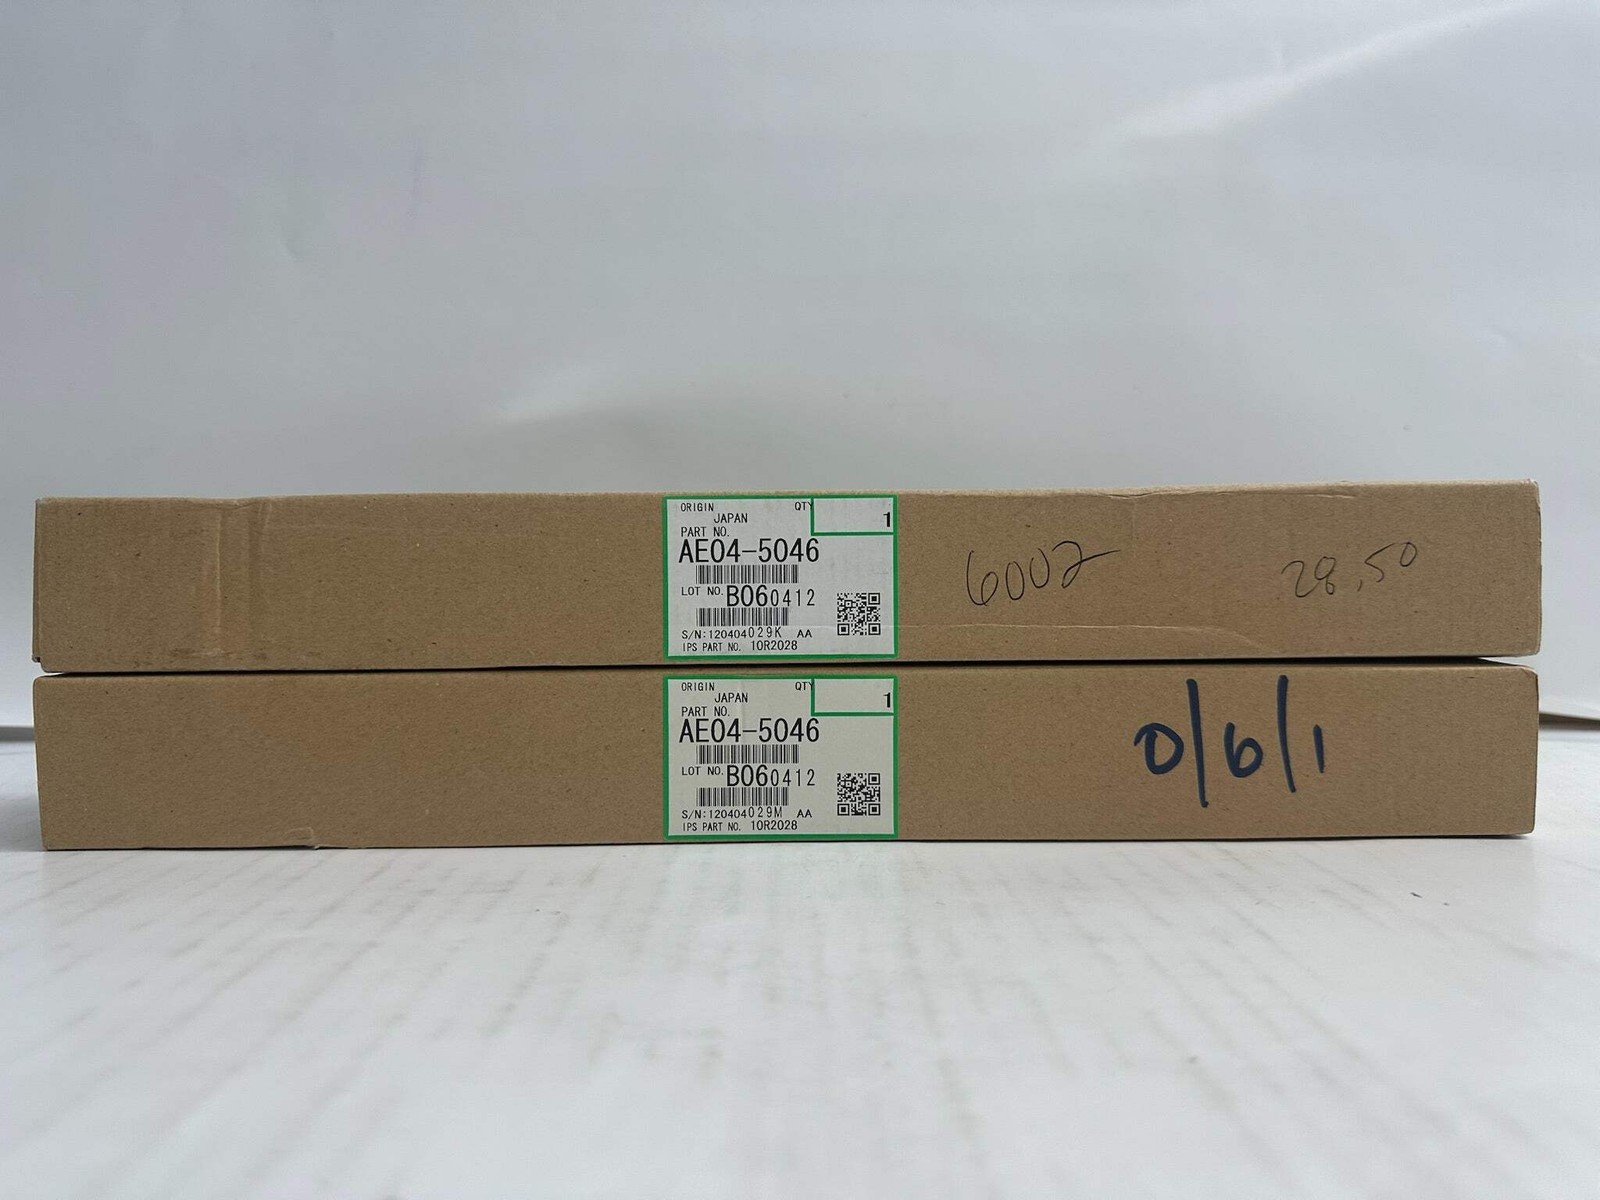 ORIGIN QTY
JAPAN 1
PART NO.
AE04-5046
6002 28,50
LOT NO. B060412
S/N:120404029K AA
IPS PART NO. 10R2028
ORIGIN QTY
JAPAN 1
PART NO.
AE04-5046
0/6/1
LOT NO. B060412
S/N:120404029M AA
IPS PART NO. 10R2028